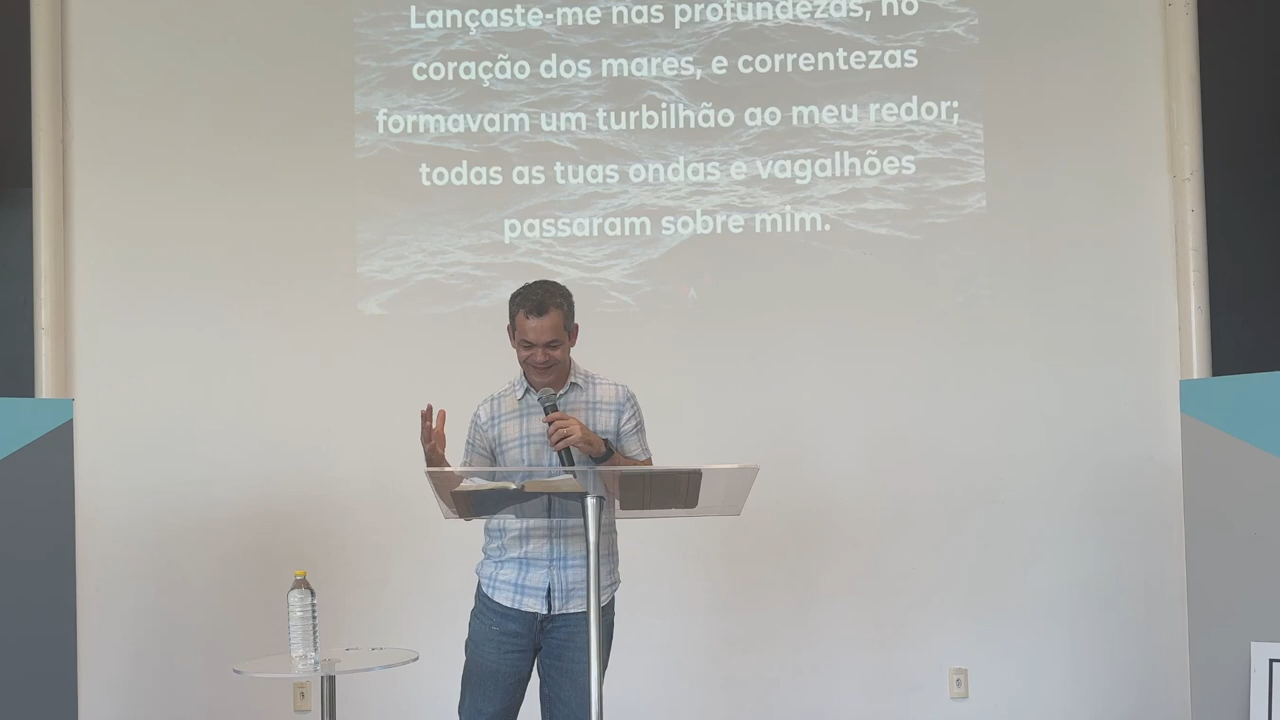 Lançaste-me nas profundezas, no
coração dos mares, e correntezas
formavam um turbilhão ao meu redor;
todas as tuas ondas e vagalhões
passaram sobre mim.